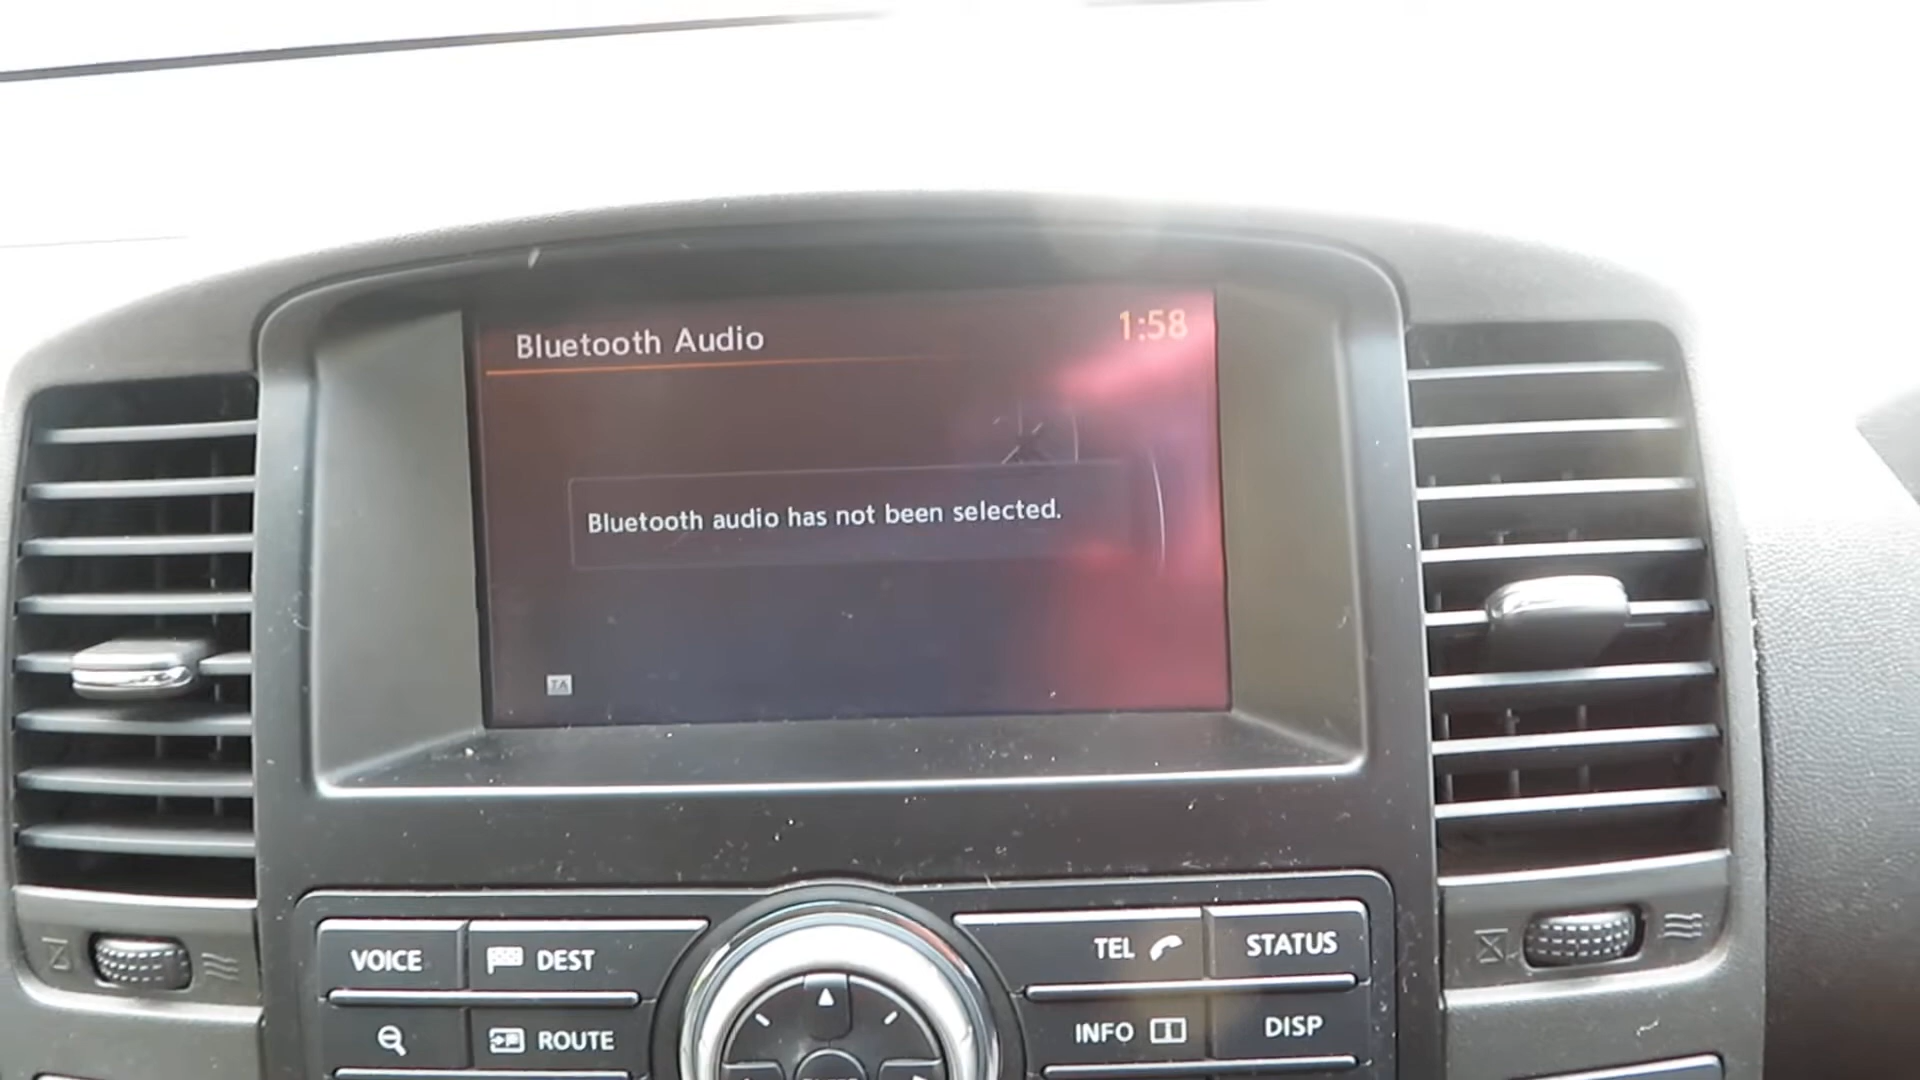 Bluetooth Audio
1:58
Bluetooth audio has not been selected.
TA
VOICE
DEST
TEL
STATUS
ROUTE
INFO
DISP